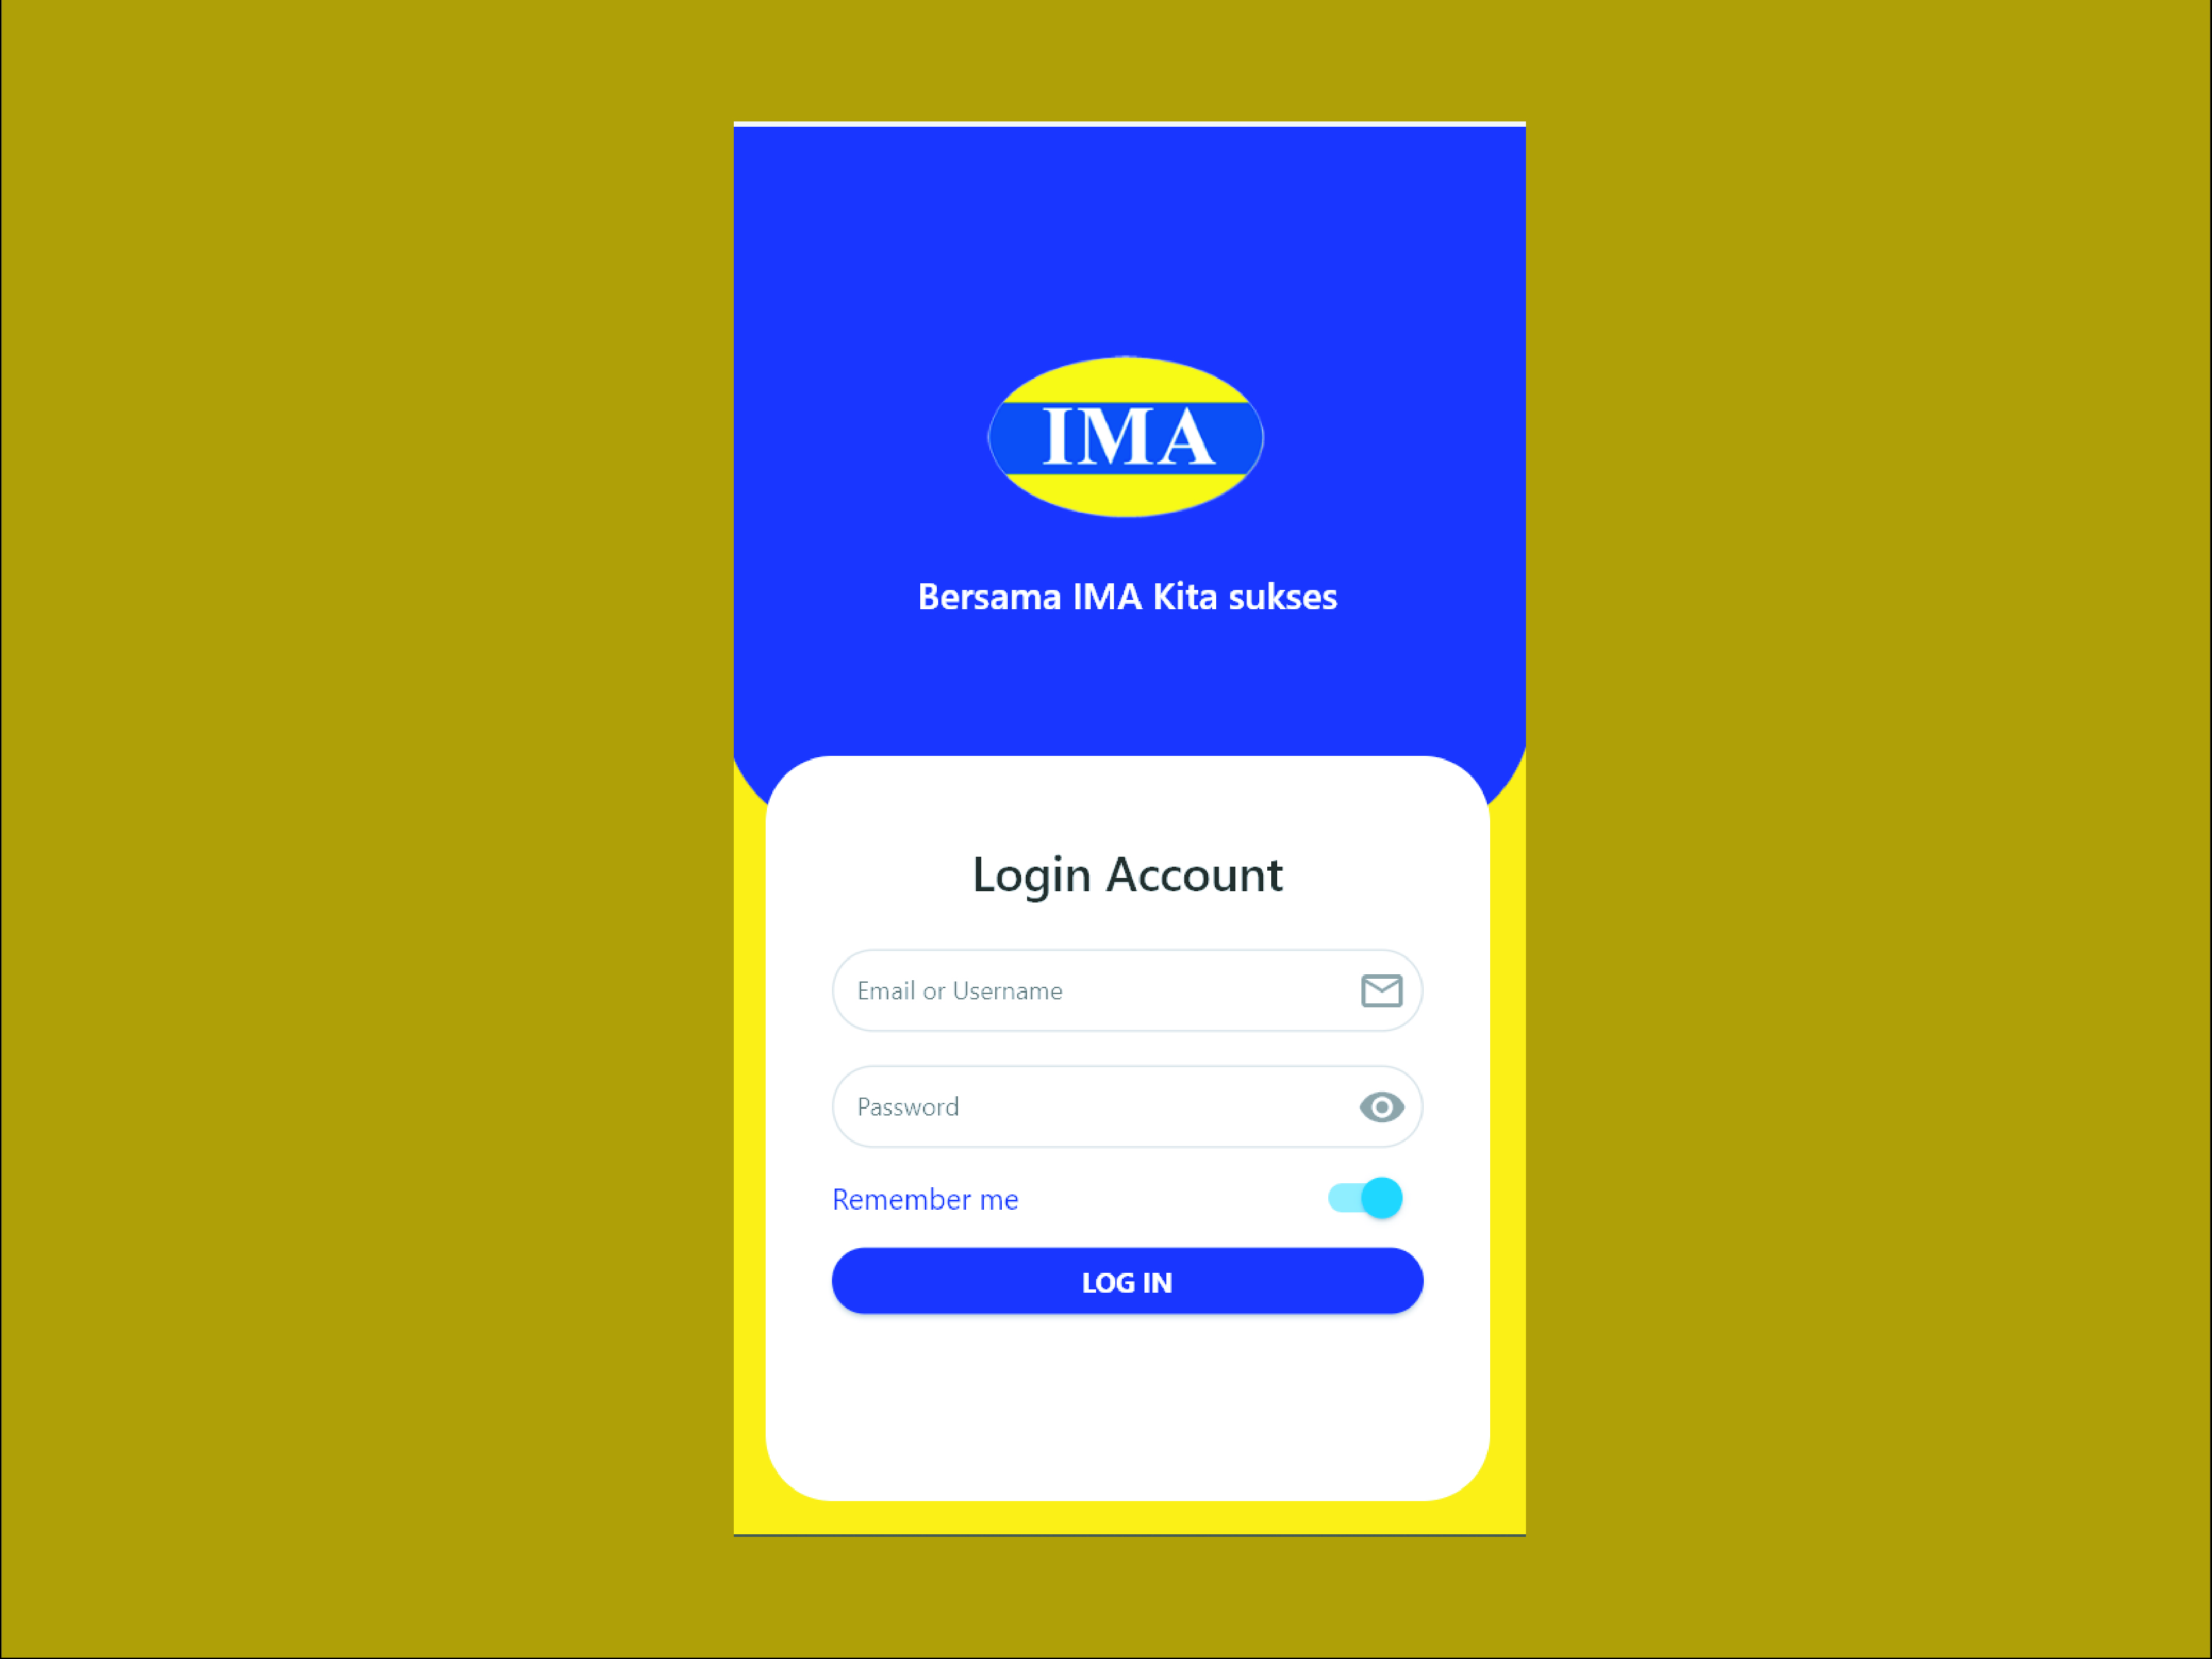 IMA
Bersama IMA Kita sukses
Login Account
Email or Username
Password
Remember me
LOG IN